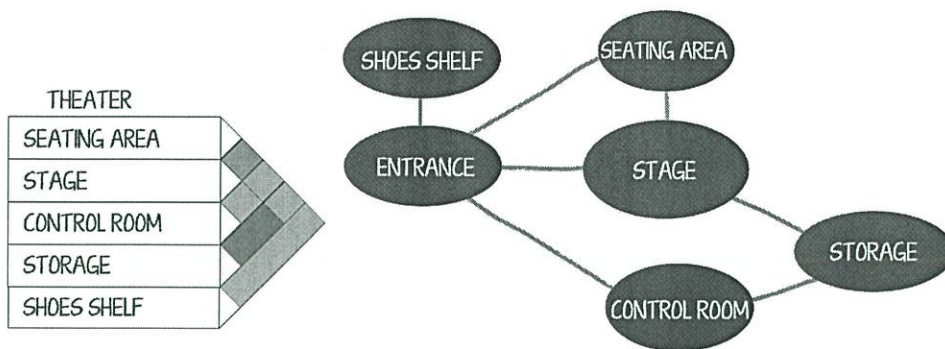 THEATER
SEATING AREA
STAGE
CONTROL ROOM
STORAGE
SHOES SHELF
SHOES SHELF
SEATING AREA
ENTRANCE
STAGE
STORAGE
CONTROL ROOM